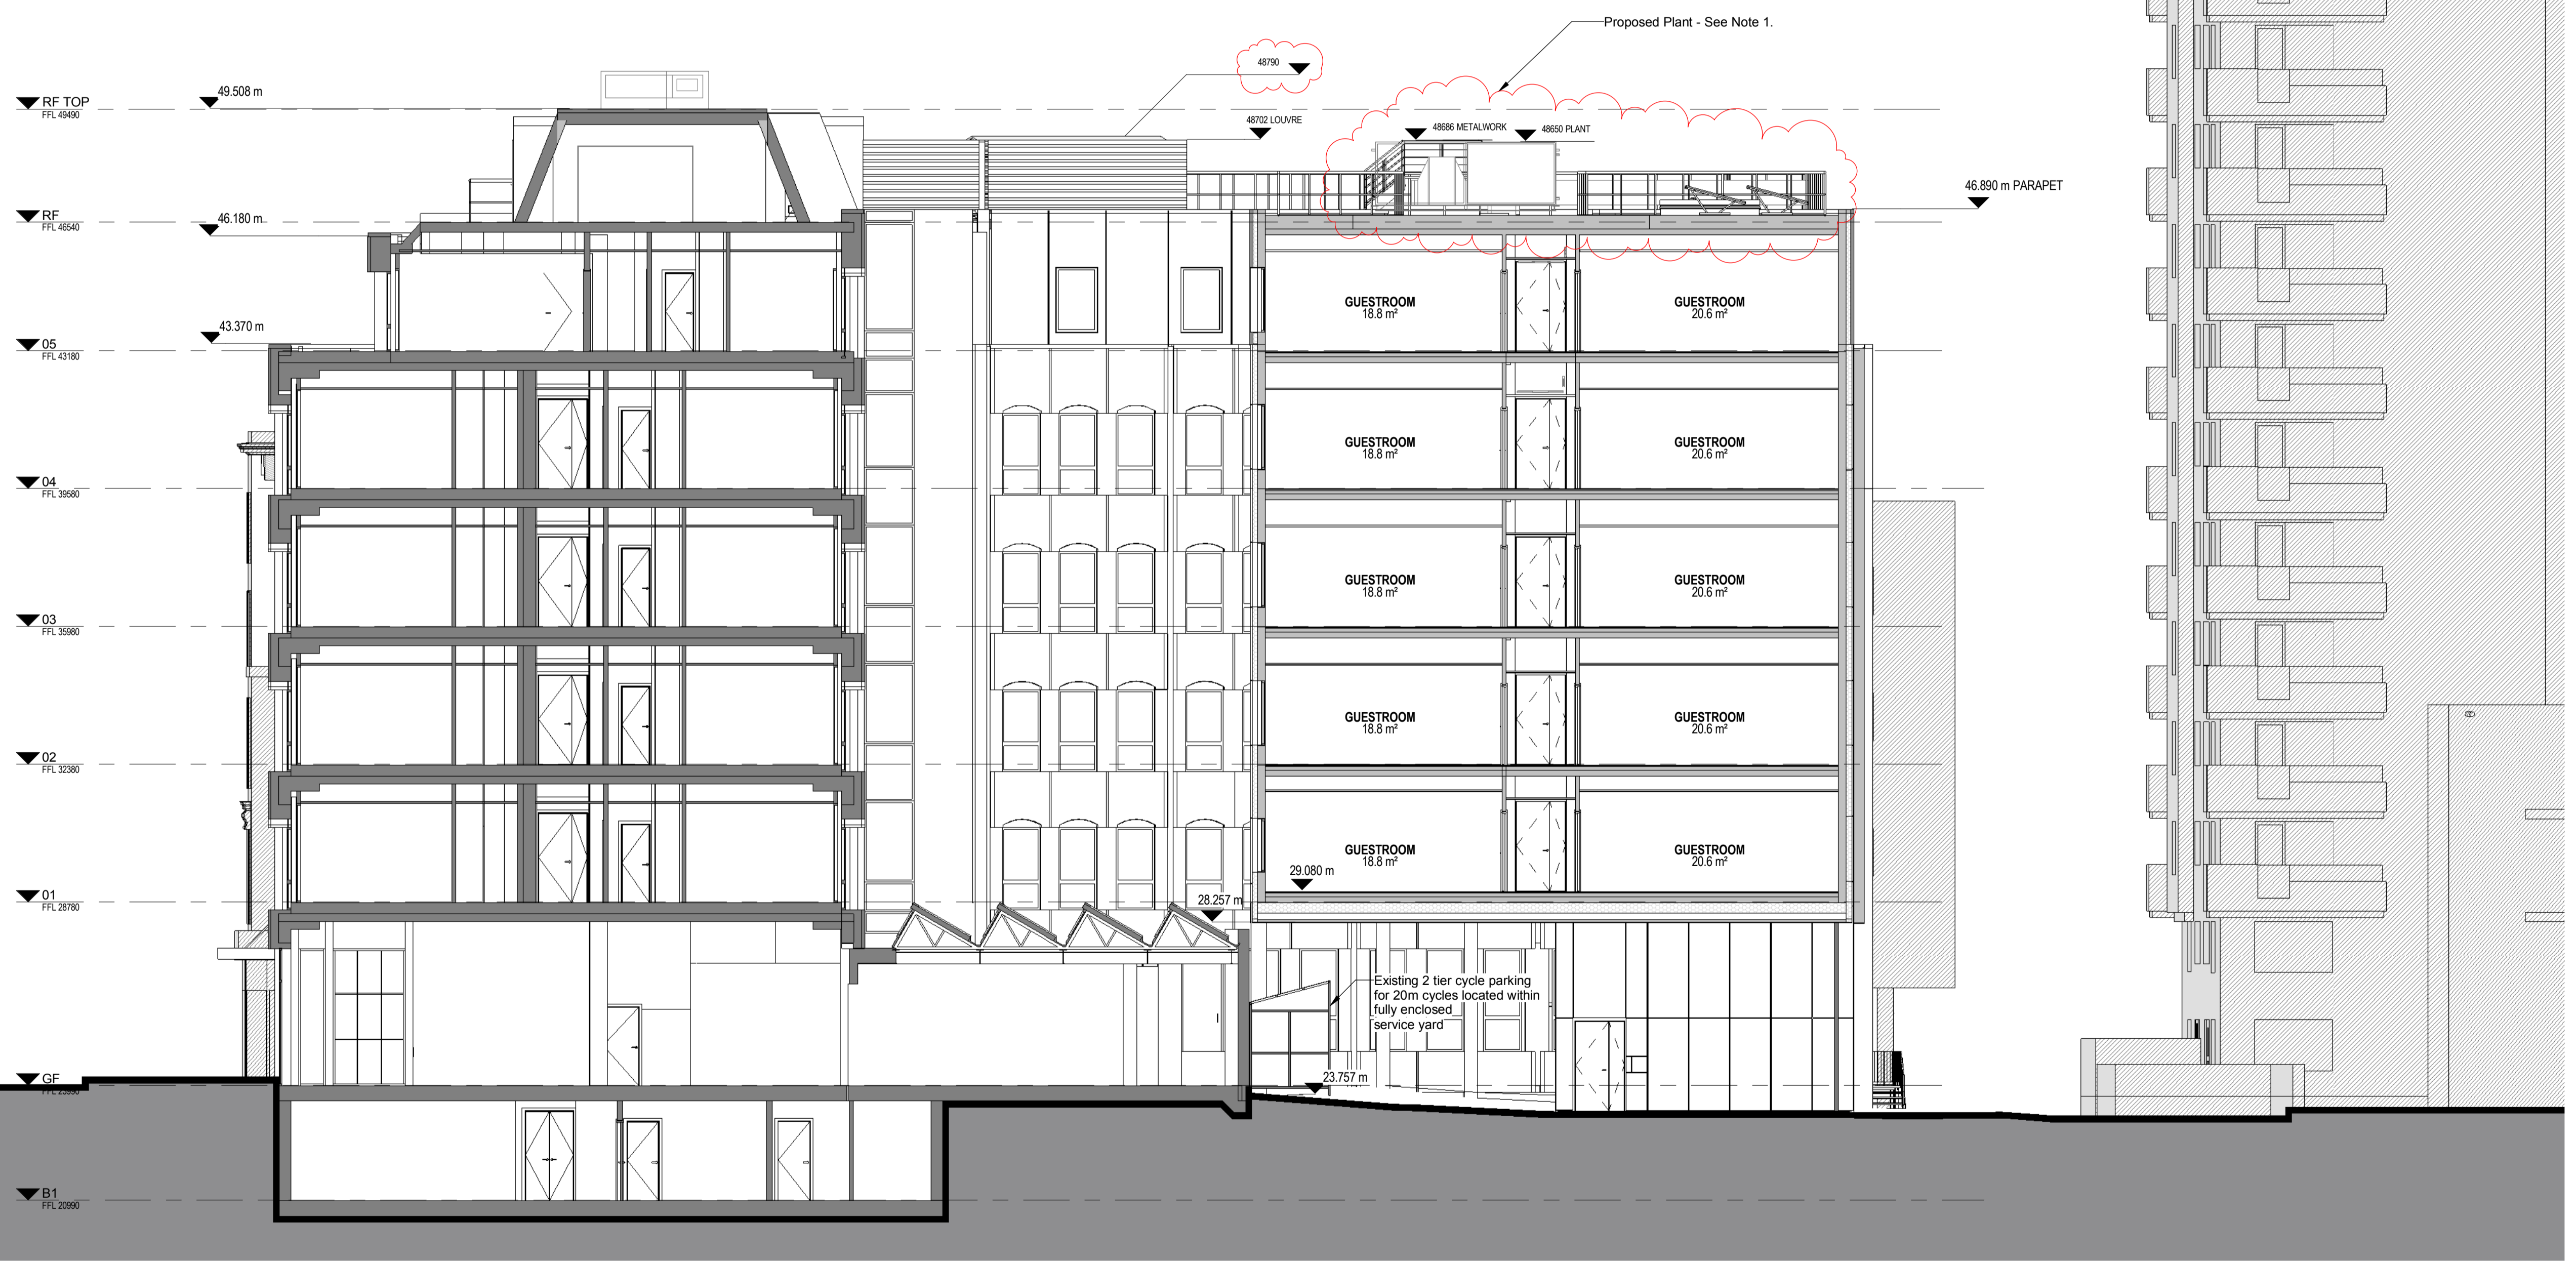 Proposed Plant - See Note 1.
48790
RF TOP
FFL 49490
49.508 m
48702 LOUVRE
48686 METALWORK
48650 PLANT
46.890 m PARAPET
RF
FFL 46540
46.180 m
GUESTROOM
18.8 m²
GUESTROOM
20.6 m²
43.370 m
05
FFL 43180
GUESTROOM
18.8 m²
GUESTROOM
20.6 m²
04
FFL 39580
GUESTROOM
18.8 m²
GUESTROOM
20.6 m²
03
FFL 35980
GUESTROOM
18.8 m²
GUESTROOM
20.6 m²
02
FFL 32380
GUESTROOM
18.8 m²
GUESTROOM
20.6 m²
29.080 m
01
FFL 28780
28.257 m
Existing 2 tier cycle parking
for 20m cycles located within
fully enclosed
service yard
23.757 m
GF
FFL 23990
B1
FFL 20990